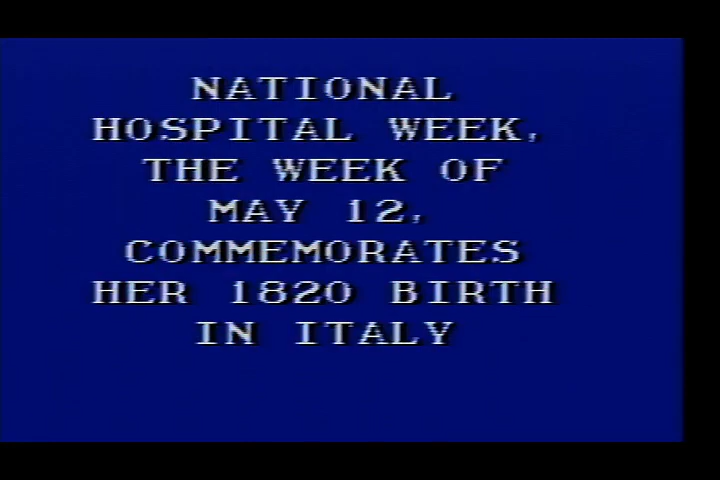 NATIONAL
HOSPITAL WEEK,
THE WEEK OF
MAY 12,
COMMEMORATES
HER 1820 BIRTH
IN ITALY